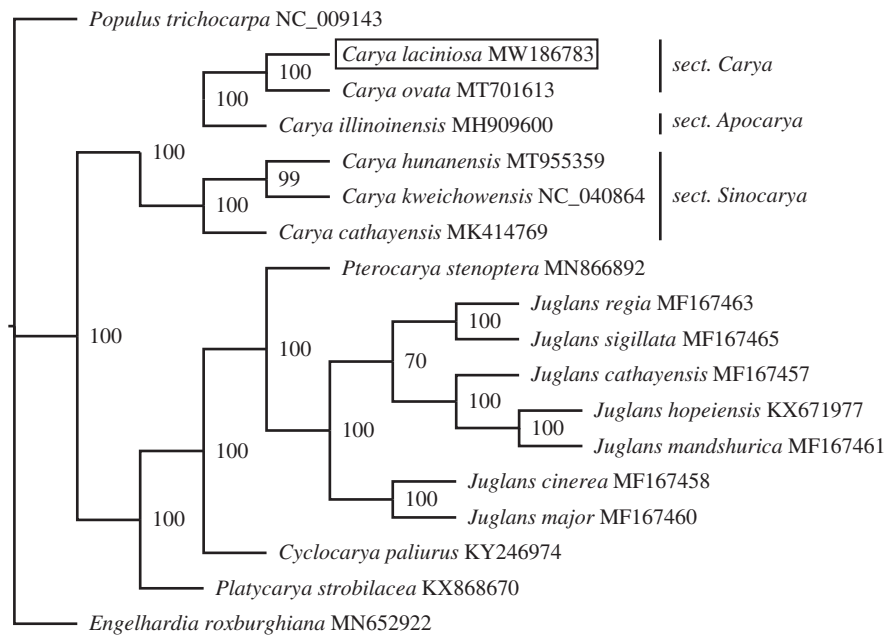 Populus trichocarpa NC_009143
Carya laciniosa MW186783
100
sect. Carya
Carya ovata MT701613
100
Carya illinoinensis MH909600
sect. Apocarya
100
Carya hunanensis MT955359
99
Carya kweichowensis NC_040864
sect. Sinocarya
100
Carya cathayensis MK414769
Pterocarya stenoptera MN866892
Juglans regia MF167463
100
100
Juglans sigillata MF167465
100
70
Juglans cathayensis MF167457
100
Juglans hopeiensis KX671977
100
100
Juglans mandshurica MF167461
100
Juglans cinerea MF167458
100
Juglans major MF167460
100
Cyclocarya paliurus KY246974
Platycarya strobilacea KX868670
Engelhardia roxburghiana MN652922